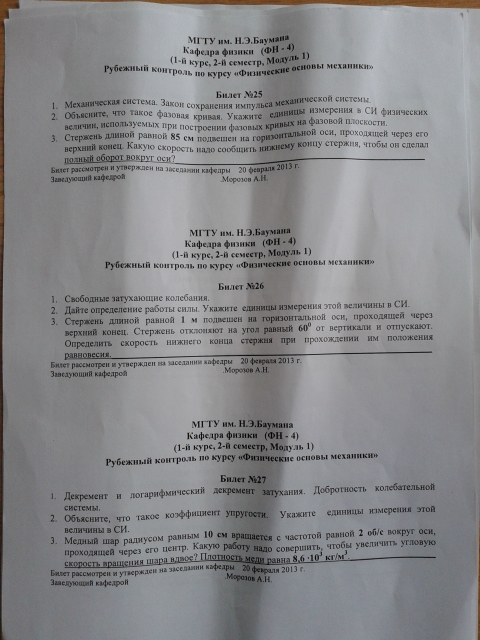 МГТУ им. Н.Э.Баумана
Кафедра физики (ФН - 4)
(1-й курс, 2-й семестр, Модуль 1)
Рубежный контроль по курсу «Физические основы механики»
Билет №25
1. Механическая система. Закон сохранения импульса механической системы.
2. Объясните, что такое фазовая кривая. Укажите единицы измерения в СИ физических
величин, используемых при построении фазовых кривых на фазовой плоскости.
3. Стержень длиной равной 85 см подвешен на горизонтальной оси, проходящей через его
верхний конец. Какую скорость надо сообщить нижнему концу стержня, чтобы он сделал
полный оборот вокруг оси?
Билет рассмотрен и утвержден на заседании кафедры 20 февраля 2013 г.
Заведующий кафедрой .Морозов А.Н.
МГТУ им. Н.Э.Баумана
Кафедра физики (ФН - 4)
(1-й курс, 2-й семестр, Модуль 1)
Рубежный контроль по курсу «Физические основы механики»
Билет №26
1. Свободные затухающие колебания.
2. Дайте определение работы силы. Укажите единицы измерения этой величины в СИ.
3. Стержень длиной равной 1 м подвешен на горизонтальной оси, проходящей через
верхний конец. Стержень отклоняют на угол равный 60⁰ от вертикали и отпускают.
Определить скорость нижнего конца стержня при прохождении им положения
равновесия.
Билет рассмотрен и утвержден на заседании кафедры 20 февраля 2013 г.
Заведующий кафедрой .Морозов А.Н.
МГТУ им. Н.Э.Баумана
Кафедра физики (ФН - 4)
(1-й курс, 2-й семестр, Модуль 1)
Рубежный контроль по курсу «Физические основы механики»
Билет №27
1. Декремент и логарифмический декремент затухания. Добротность колебательной
системы.
2. Объясните, что такое коэффициент упругости. Укажите единицы измерения этой
величины в СИ.
3. Медный шар радиусом равным 10 см вращается с частотой равной 2 об/с вокруг оси,
проходящей через его центр. Какую работу надо совершить, чтобы увеличить угловую
скорость вращения шара вдвое? Плотность меди равна 8,6 ·10³ кг/м³
Билет рассмотрен и утвержден на заседании кафедры 20 февраля 2013 г.
Заведующий кафедрой .Морозов А.Н.